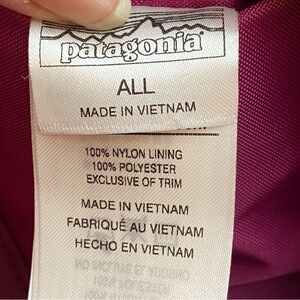 patagonia
ALL
MADE IN VIETNAM
100% NYLON LINING
100% POLYESTER
EXCLUSIVE OF TRIM
MADE IN VIETNAM
FABRIQUÉ AU VIETNAM
HECHO EN VIETNAM